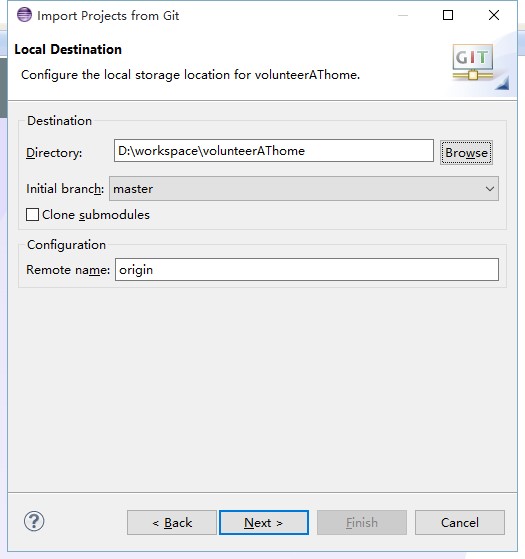 Import Projects from Git
Local Destination
Configure the local storage location for volunteerAThome.
GIT
Destination
Directory: D:\workspace\volunteerAThome Browse
Initial branch: master
Clone submodules
Configuration
Remote name: origin
? < Back Next > Finish Cancel